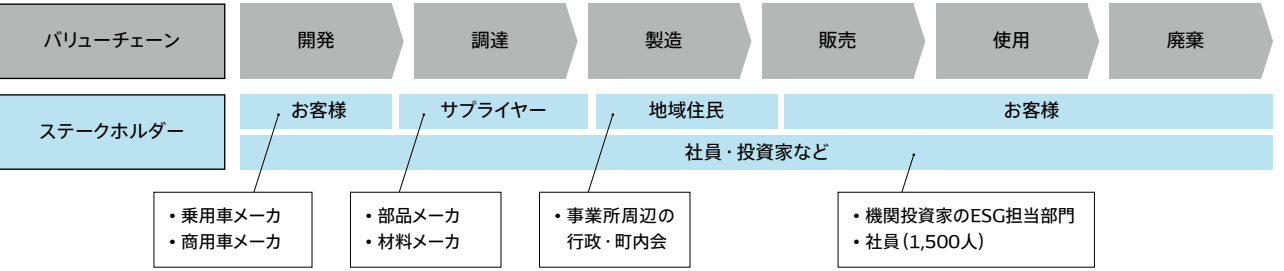 バリューチェーン
開発
調達
製造
販売
使用
廃棄
ステークホルダー
お客様
サプライヤー
地域住民
お客様
社員・投資家など
・乗用車メーカ
・商用車メーカ
・部品メーカ
・材料メーカ
・事業所周辺の
行政・町内会
・機関投資家のESG担当部門
・社員（1,500人）